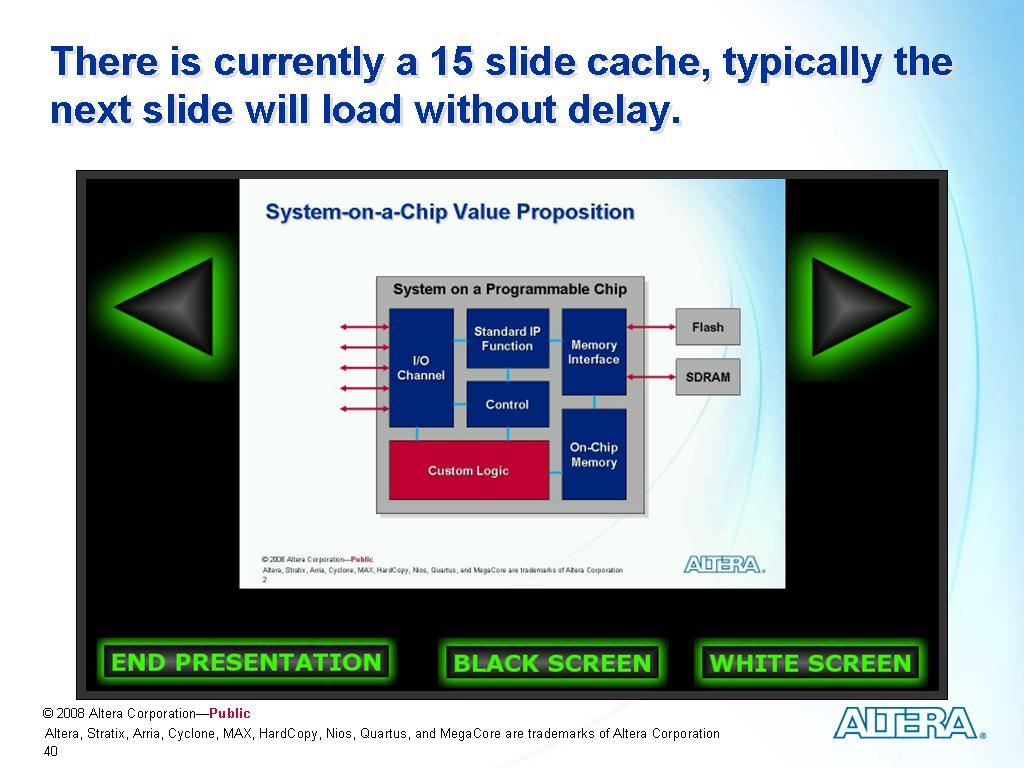 There is currently a 15 slide cache, typically the
next slide will load without delay.
System-on-a-Chip Value Proposition
System on a Programmable Chip
I/O
Channel
Standard IP
Function
Memory
Interface
Flash
SDRAM
Control
On-Chip
Memory
Custom Logic
© 2008 Altera Corporation—Public
Altera, Stratix, Arria, Cyclone, MAX, HardCopy, Nios, Quartus, and MegaCore are trademarks of Altera Corporation
2
ALTERA®
END PRESENTATION
BLACK SCREEN
WHITE SCREEN
© 2008 Altera Corporation—Public
Altera, Stratix, Arria, Cyclone, MAX, HardCopy, Nios, Quartus, and MegaCore are trademarks of Altera Corporation
40
ALTERA®